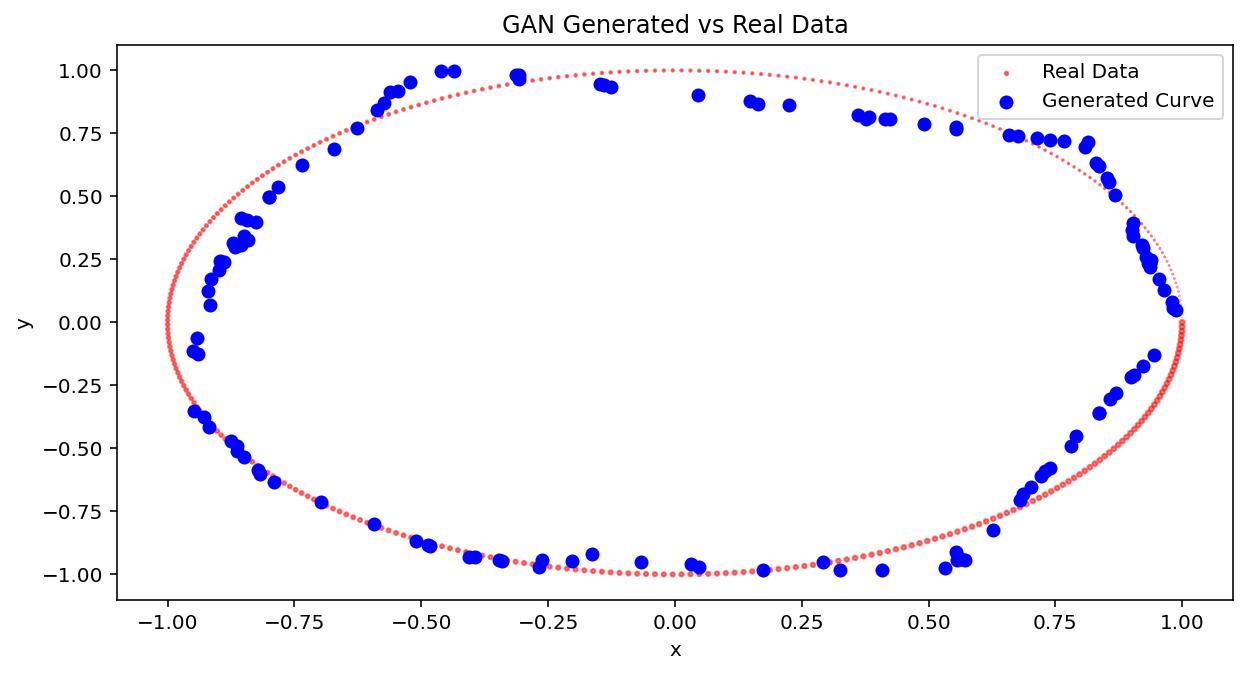 GAN Generated vs Real Data
1.00
0.75
0.50
0.25
0.00
−0.25
−0.50
−0.75
−1.00
y
Real Data
Generated Curve
−1.00 −0.75 −0.50 −0.25 0.00 0.25 0.50 0.75 1.00
x